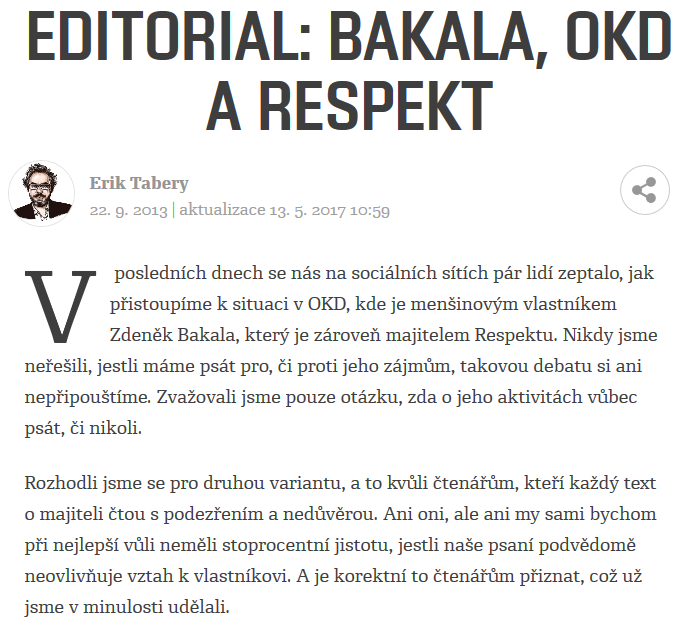 EDITORIAL: BAKALA, OKD
A RESPEKT
Erik Tabery
22. 9. 2013 | aktualizace 13. 5. 2017 10:59
V posledních dnech se nás na sociálních sítích pár lidí zeptalo, jak
přistoupíme k situaci v OKD, kde je menšinovým vlastníkem
Zdeněk Bakala, který je zároveň majitelem Respektu. Nikdy jsme
neřešili, jestli máme psát pro, či proti jeho zájmům, takovou debatu si ani
nepřipouštíme. Zvažovali jsme pouze otázku, zda o jeho aktivitách vůbec
psát, či nikoli.
Rozhodli jsme se pro druhou variantu, a to kvůli čtenářům, kteří každý text
o majiteli čtou s podezřením a nedůvěrou. Ani oni, ale ani my sami bychom
při nejlepší vůli neměli stoprocentní jistotu, jestli naše psaní podvědomě
neovlivňuje vztah k vlastníkovi. A je korektní to čtenářům přiznat, což už
jsme v minulosti udělali.